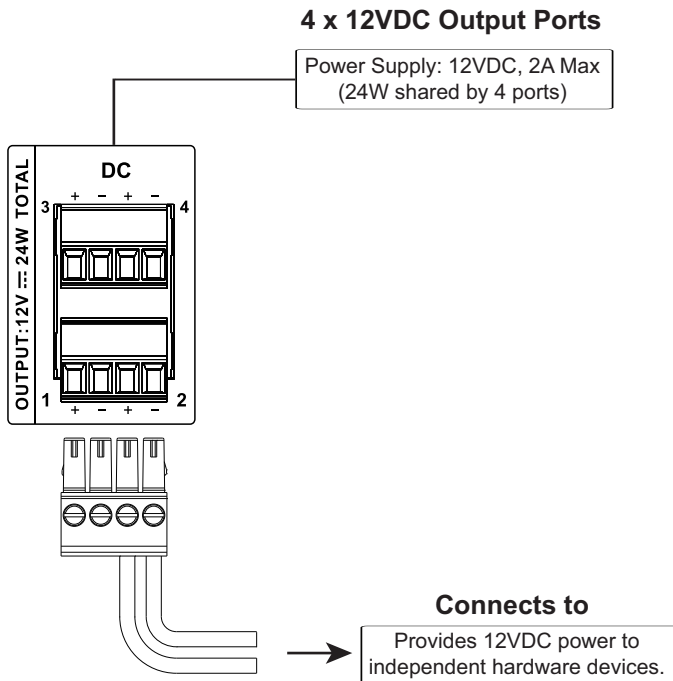 4 x 12VDC Output Ports
Power Supply: 12VDC, 2A Max
(24W shared by 4 ports)
OUTPUT:12V ⎓ 24W TOTAL
DC
+ − + −
3 4
1 2
+ − + −
Connects to
Provides 12VDC power to
independent hardware devices.